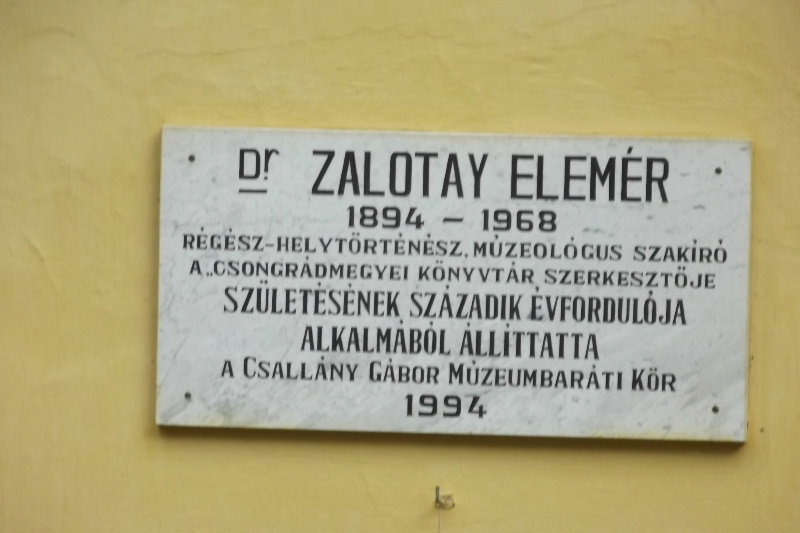 Dr ZALOTAY ELEMÉR
1894 – 1968
RÉGÉSZ-HELYTÖRTÉNÉSZ, MÚZEOLÓGUS SZAKÍRÓ
A „CSONGRÁDMEGYEI KÖNYVTÁR SZERKESZTŐJE
SZÜLETÉSÉNEK SZÁZADIK ÉVFORDULÓJA
ALKALMÁBÓL ÁLLÍTTATTA
A CSALLÁNY GÁBOR MÚZEUMBARÁTI KÖR
1994